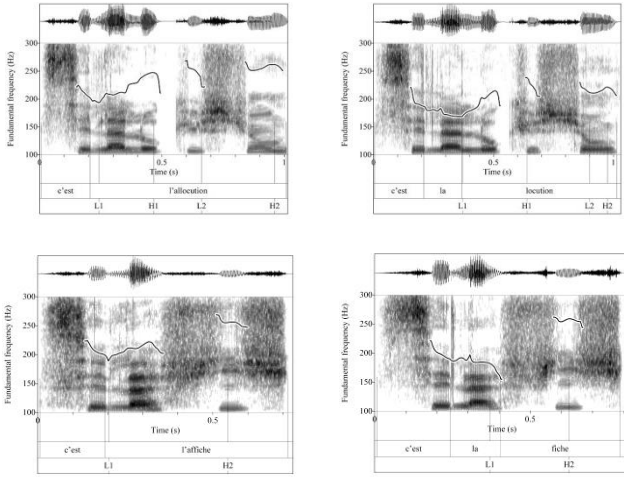 300
250
200
150
100
Fundamental frequency (Hz)
0
0.5
1
Time (s)
c'est
l'allocution
L1
H1
L2
300
250
200
150
100
Fundamental frequency (Hz)
0
0.5
1
Time (s)
c'est
la
locution
L1
H1
L2
H2
300
250
200
150
100
Fundamental frequency (Hz)
0
0.5
Time (s)
c'est
l'affiche
L1
H2
300
250
200
150
100
Fundamental frequency (Hz)
0
0.5
Time (s)
c'est
la
fiche
L1
H2